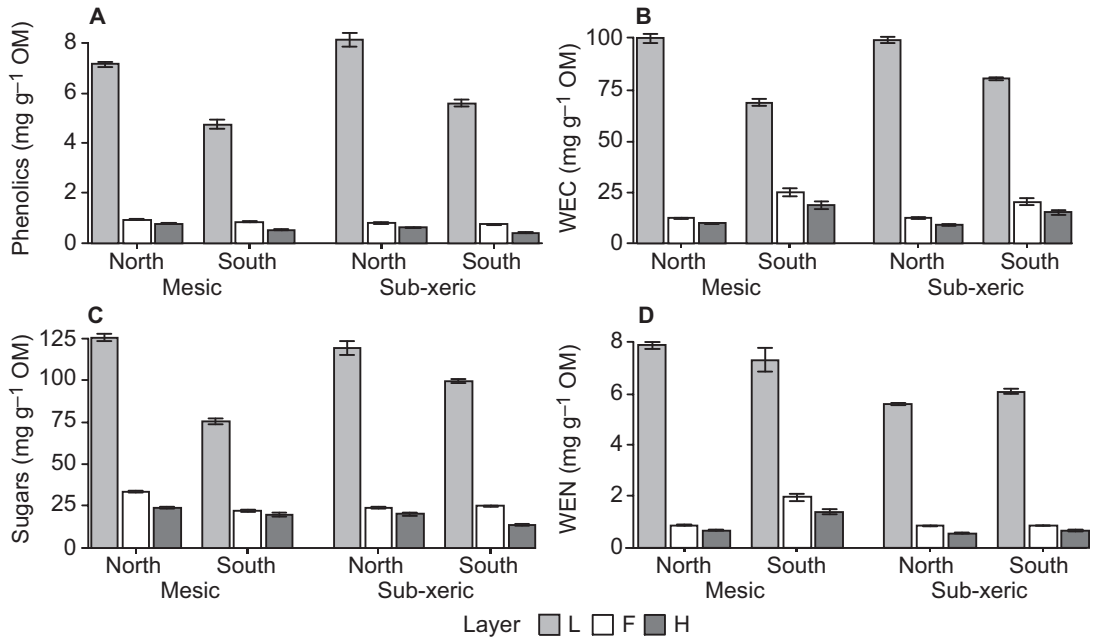 A
Phenolics (mg g–1 OM)
8
6
4
2
0
North South North South
Mesic Sub-xeric
B
WEC (mg g–1 OM)
100
75
50
25
0
North South North South
Mesic Sub-xeric
C
Sugars (mg g–1 OM)
125
100
75
50
25
0
North South North South
Mesic Sub-xeric
D
WEN (mg g–1 OM)
8
6
4
2
0
North South North South
Mesic Sub-xeric
Layer L F H